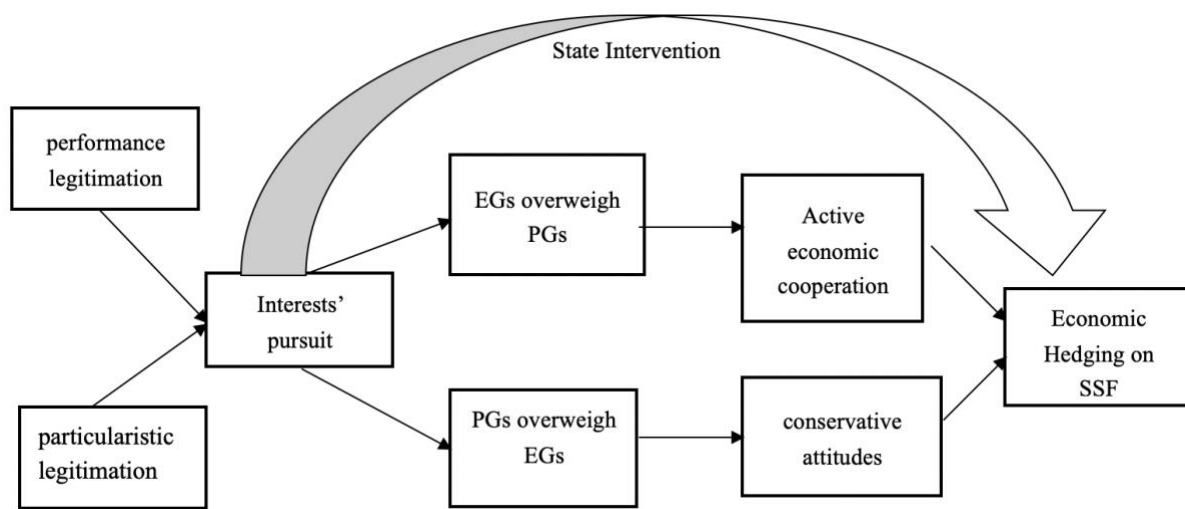 State Intervention
performance
legitimation
EGs overweigh
PGs
Active
economic
cooperation
Interests’
pursuit
Economic
Hedging on
SSF
particularistic
legitimation
PGs overweigh
EGs
conservative
attitudes